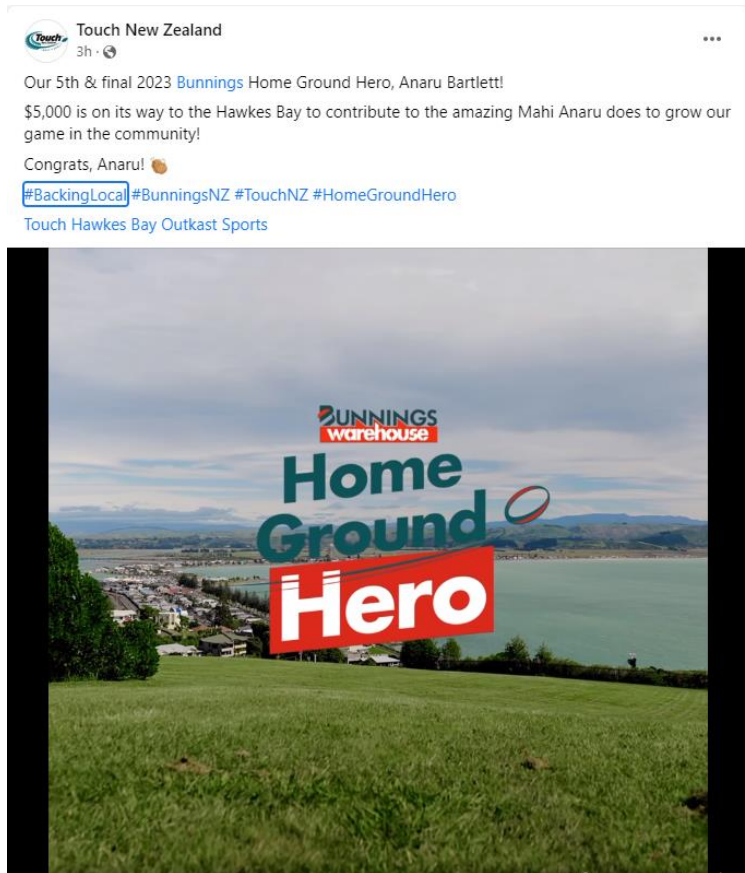 Touch New Zealand
3h ·
Our 5th & final 2023 Bunnings Home Ground Hero, Anaru Bartlett!
$5,000 is on its way to the Hawkes Bay to contribute to the amazing Mahi Anaru does to grow our
game in the community!
Congrats, Anaru! 👏🏽
#BackingLocal #BunningsNZ #TouchNZ #HomeGroundHero
Touch Hawkes Bay Outkast Sports
BUNNINGS
warehouse
Home
Ground
Hero